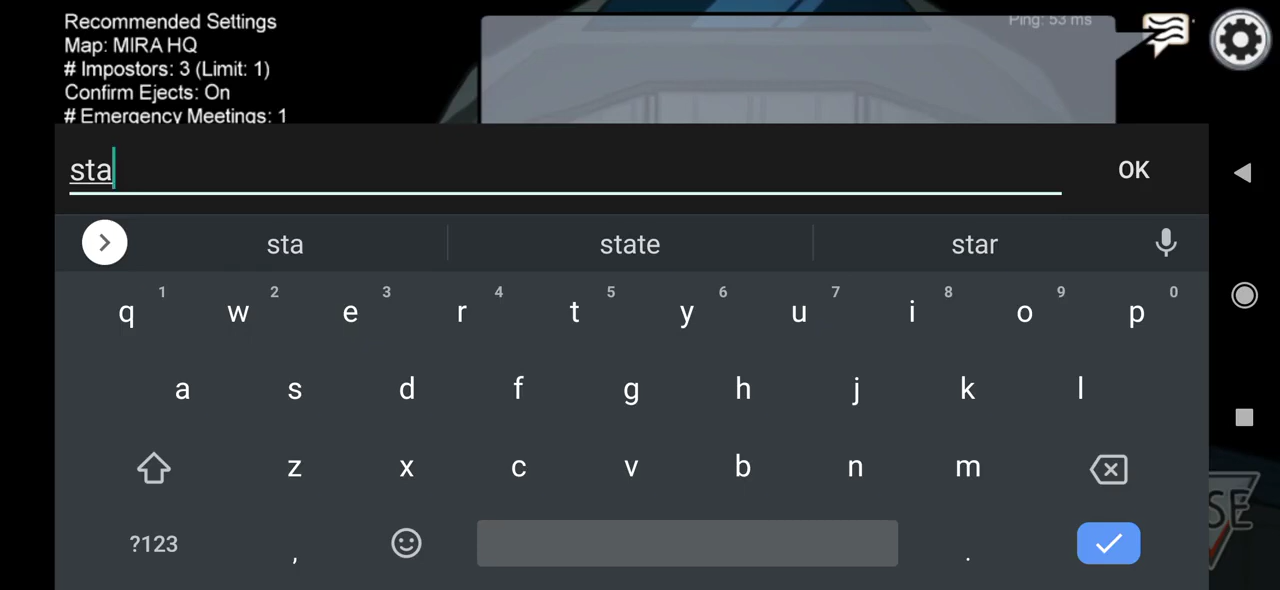 Recommended Settings
Map: MIRA HQ
# Impostors: 3 (Limit: 1)
Confirm Ejects: On
# Emergency Meetings: 1
Ping: 53 ms
sta
OK
sta state star
q 1 w 2 e 3 r 4 t 5 y 6 u 7 i 8 o 9 p 0
a s d f g h j k l
z x c v b n m
?123 , .
SE